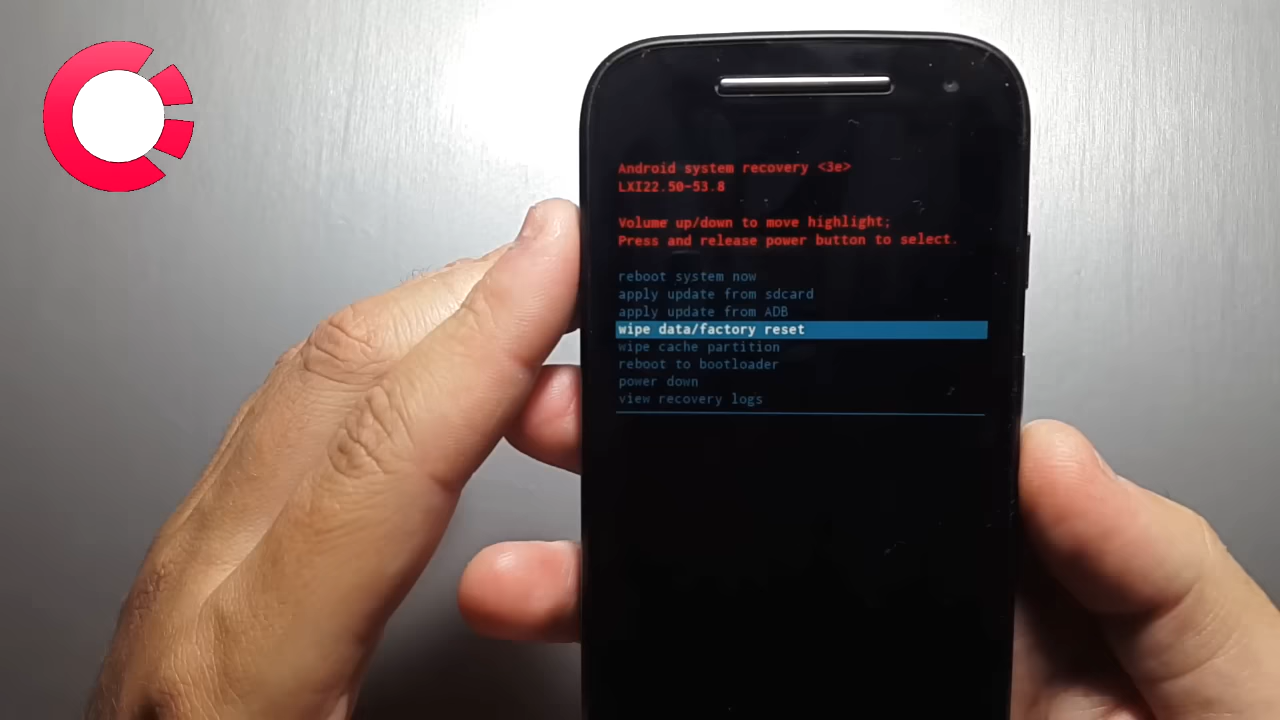 Android system recovery <3e>
LXI22.50-53.8
Volume up/down to move highlight;
Press and release power button to select.
reboot system now
apply update from sdcard
apply update from ADB
wipe data/factory reset
wipe cache partition
reboot to bootloader
power down
view recovery logs